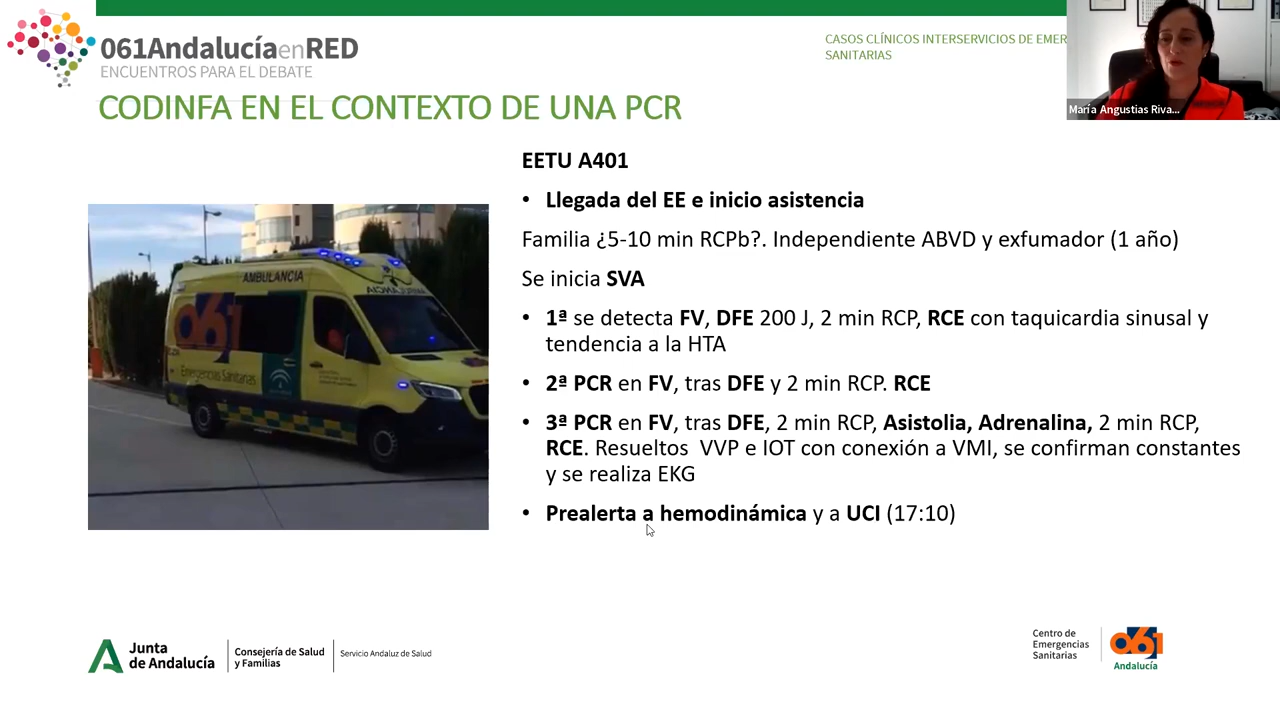 061AndalucíaenRED
ENCUENTROS PARA EL DEBATE
CASOS CLÍNICOS INTERSERVICIOS DE EMER
SANITARIAS
María Angustias Riva...
CODINFA EN EL CONTEXTO DE UNA PCR
EETU A401
• Llegada del EE e inicio asistencia
Familia ¿5-10 min RCPb?. Independiente ABVD y exfumador (1 año)
Se inicia SVA
• 1ª se detecta FV, DFE 200 J, 2 min RCP, RCE con taquicardia sinusal y
tendencia a la HTA
• 2ª PCR en FV, tras DFE y 2 min RCP. RCE
• 3ª PCR en FV, tras DFE, 2 min RCP, Asistolia, Adrenalina, 2 min RCP,
RCE. Resueltos VVP e IOT con conexión a VMI, se confirman constantes
y se realiza EKG
• Prealerta a hemodinámica y a UCI (17:10)
AMBULANCIA
AMBULANCIA
061
Emergencias Sanitarias
Junta
de Andalucía
Consejería de Salud
y Familias
Servicio Andaluz de Salud
Centro de
Emergencias
Sanitarias
061
Andalucía